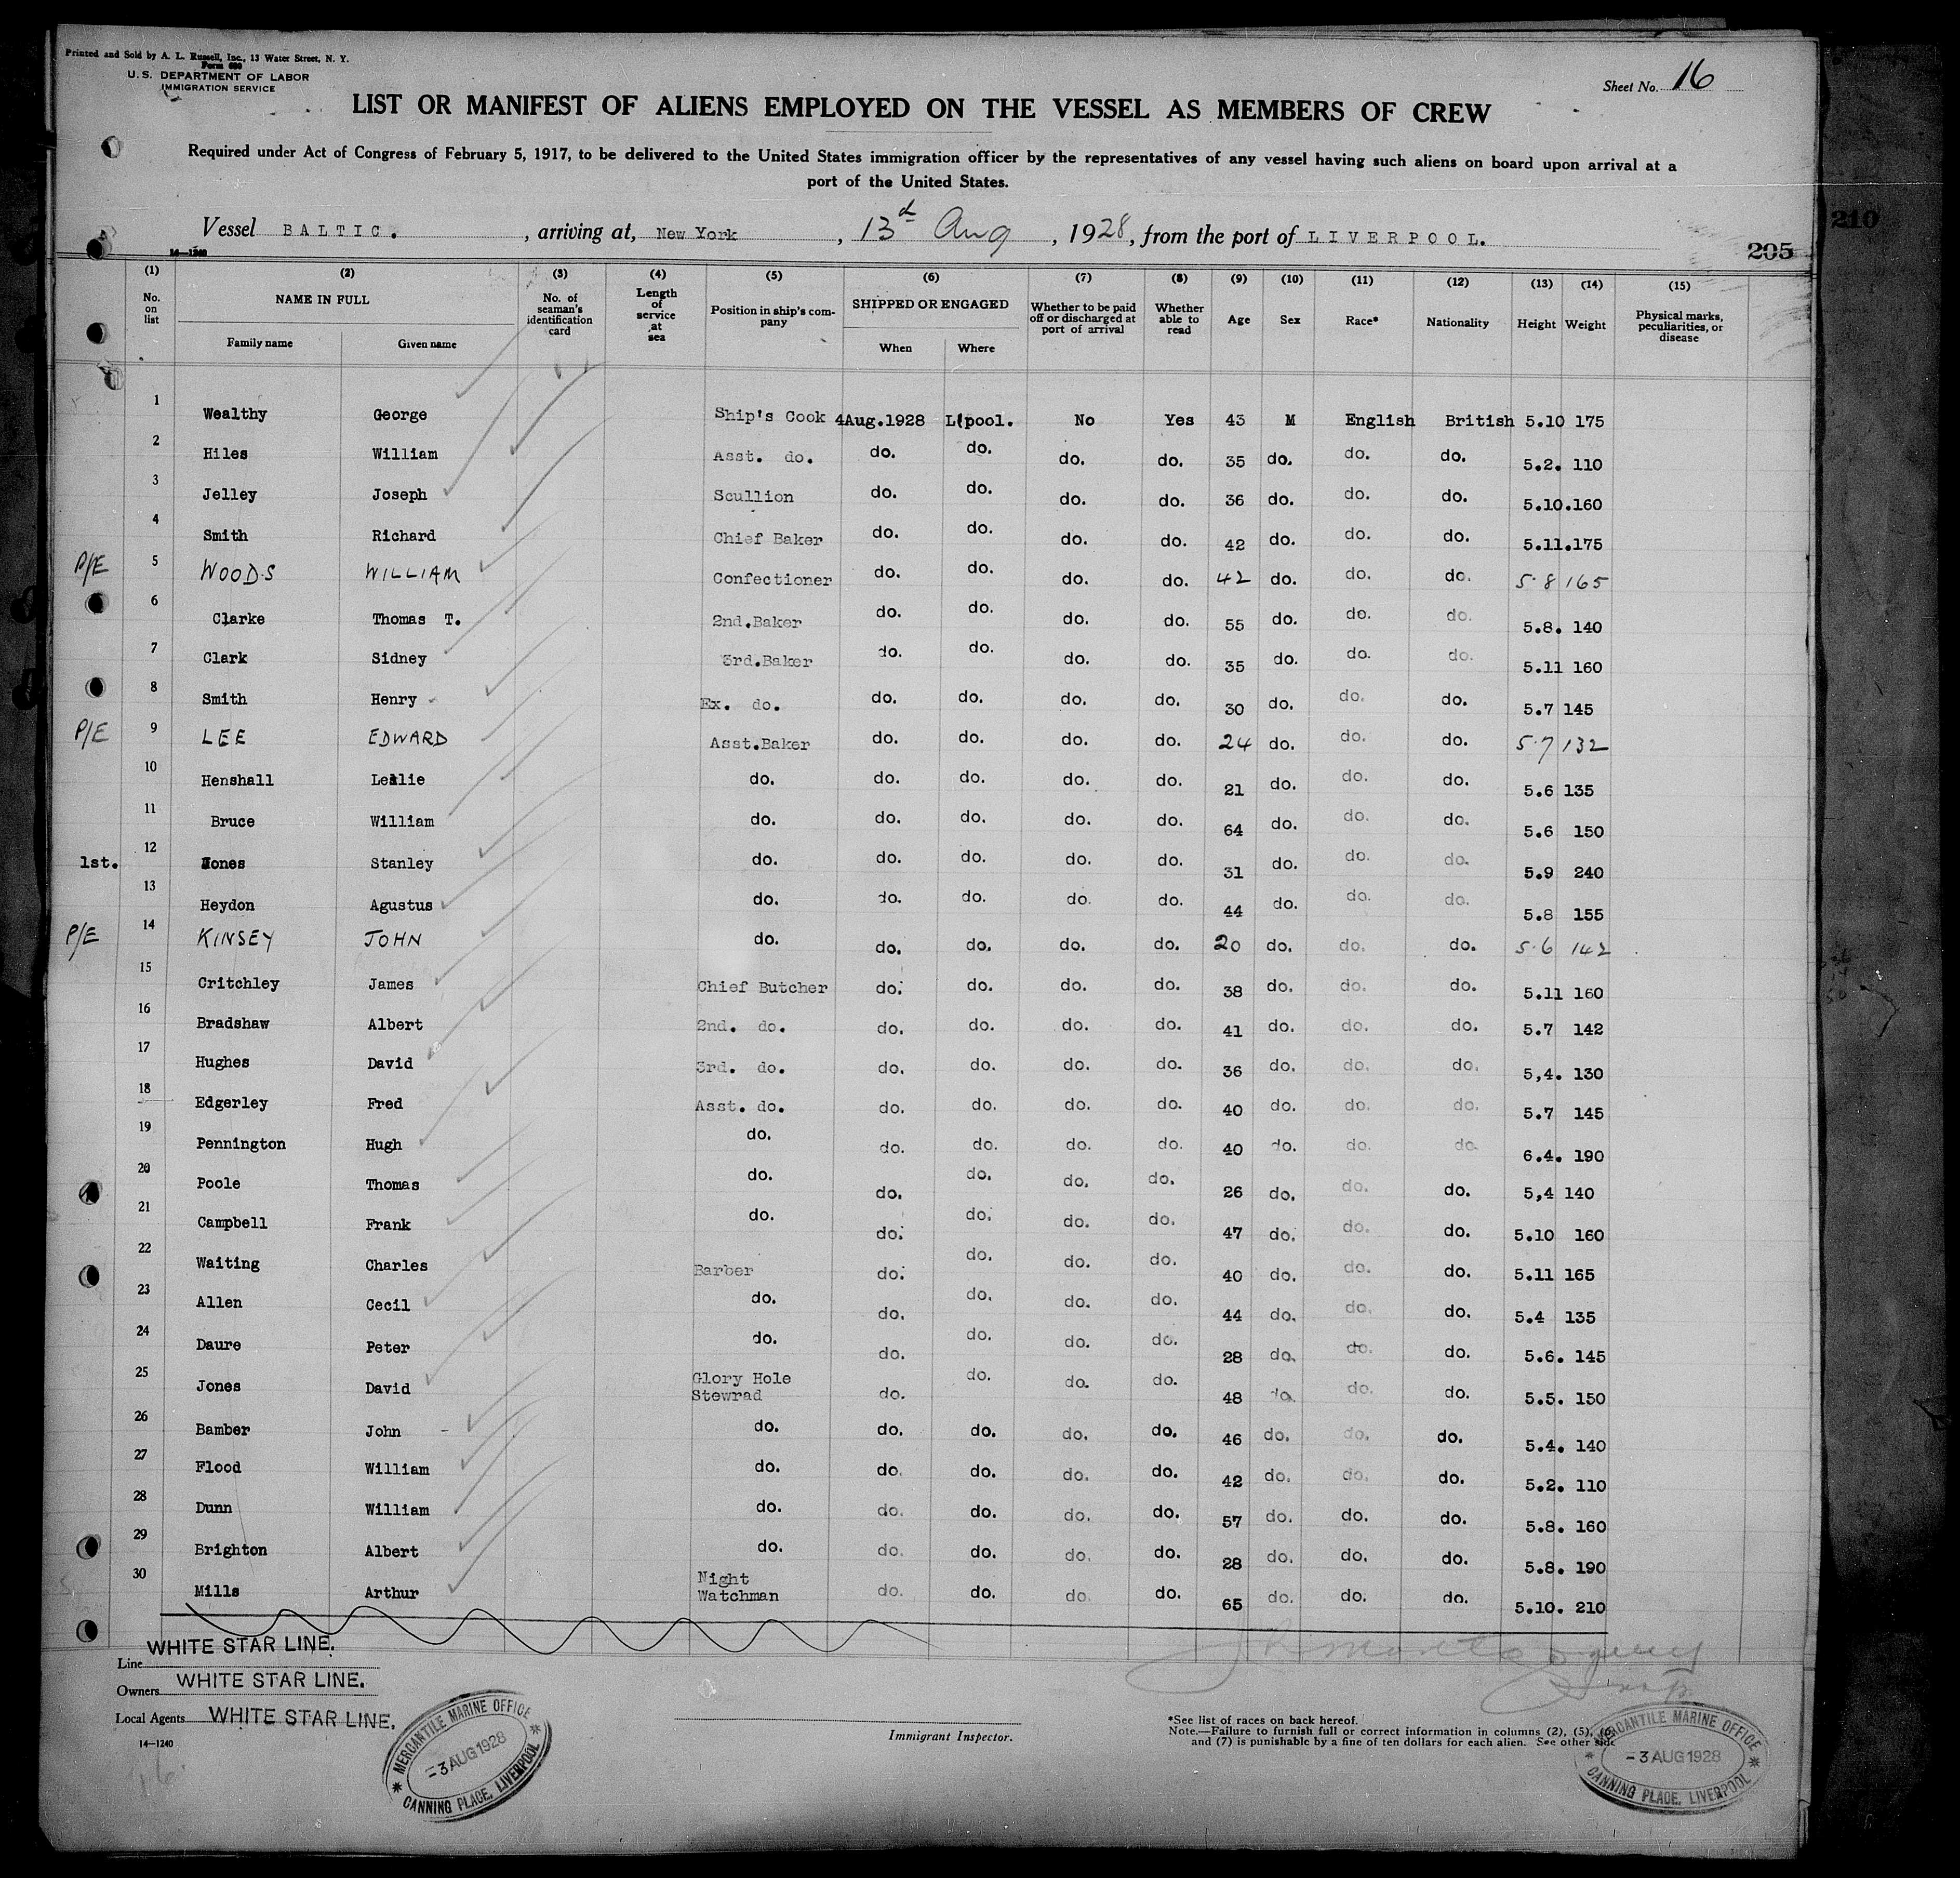 Printed and Sold by A. L. Russell, Inc., 13 Water Street, N. Y.
Form 680
U. S. DEPARTMENT OF LABOR
IMMIGRATION SERVICE
Sheet No. 16
LIST OR MANIFEST OF ALIENS EMPLOYED ON THE VESSEL AS MEMBERS OF CREW
Required under Act of Congress of February 5, 1917, to be delivered to the United States immigration officer by the representatives of any vessel having such aliens on board upon arrival at a
port of the United States.
Vessel BALTIC. , arriving at, New York , 13th Aug , 1928, from the port of LIVERPOOL.
210
205
14—1240
(1) No. on list (2) NAME IN FULL Family name Given name (3) No. of seaman's identification card (4) Length of service at sea (5) Position in ship's company (6) SHIPPED OR ENGAGED When Where (7) Whether to be paid off or discharged at port of arrival (8) Whether able to read (9) Age (10) Sex (11) Race* (12) Nationality (13) Height (14) Weight (15) Physical marks, peculiarities, or disease
1 Wealthy George Ship's Cook 4Aug.1928 L'pool. No Yes 43 M English British 5.10 175
2 Hiles William Asst. do. do. do. do. do. 35 do. do. do. 5.2. 110
3 Jelley Joseph Scullion do. do. do. do. 36 do. do. do. 5.10. 160
4 Smith Richard Chief Baker do. do. do. do. 42 do. do. do. 5.11. 175
P/E 5 WOODS WILLIAM Confectioner do. do. do. do. 42 do. do. do. 5.8 165
6 Clarke Thomas T. 2nd.Baker do. do. do. do. 55 do. do. do. 5.8. 140
7 Clark Sidney 3rd.Baker do. do. do. do. 35 do. do. do. 5.11 160
8 Smith Henry Ex. do. do. do. do. do. 30 do. do. do. 5.7 145
P/E 9 LEE EDWARD Asst.Baker do. do. do. do. 24 do. do. do. 5.7 132
10 Henshall Leslie do. do. do. do. do. 21 do. do. do. 5.6 135
11 Bruce William do. do. do. do. do. 64 do. do. do. 5.6 150
1st. 12 Jones Stanley do. do. do. do. do. 31 do. do. do. 5.9 240
13 Heydon Agustus do. do. do. do. do. 44 do. do. do. 5.8 155
P/E 14 KINSEY JOHN do. do. do. do. do. 20 do. do. do. 5.6 142
15 Critchley James Chief Butcher do. do. do. do. 38 do. do. do. 5.11 160
16 Bradshaw Albert 2nd. do. do. do. do. do. 41 do. do. do. 5.7 142
17 Hughes David 3rd. do. do. do. do. do. 36 do. do. do. 5,4. 130
18 Edgerley Fred Asst. do. do. do. do. do. 40 do. do. do. 5.7 145
19 Pennington Hugh do. do. do. do. do. 40 do. do. do. 6.4. 190
20 Poole Thomas do. do. do. do. do. 26 do. do. do. 5,4 140
21 Campbell Frank do. do. do. do. do. 47 do. do. do. 5.10 160
22 Waiting Charles Barber do. do. do. do. 40 do. do. do. 5.11 165
23 Allen Cecil do. do. do. do. do. 44 do. do. do. 5.4 135
24 Daure Peter do. do. do. do. do. 28 do. do. do. 5.6. 145
25 Jones David Glory Hole Stewrad do. do. do. do. 48 do. do. do. 5.5. 150
26 Bamber John do. do. do. do. do. 46 do. do. do. 5.4. 140
27 Flood William do. do. do. do. do. 42 do. do. do. 5.2. 110
28 Dunn William do. do. do. do. do. 57 do. do. do. 5.8. 160
29 Brighton Albert do. do. do. do. do. 28 do. do. do. 5.8. 190
30 Mills Arthur Night Watchman do. do. do. do. 65 do. do. do. 5.10. 210
Line WHITE STAR LINE.
Owners WHITE STAR LINE.
Local Agents WHITE STAR LINE.
14—1240
16
MERCANTILE MARINE OFFICE
-3 AUG 1928
CANNING PLACE, LIVERPOOL
Immigrant Inspector.
*See list of races on back hereof.
Note.—Failure to furnish full or correct information in columns (2), (5), (6)
and (7) is punishable by a fine of ten dollars for each alien. See other side
MERCANTILE MARINE OFFICE
-3 AUG 1928
CANNING PLACE, LIVERPOOL